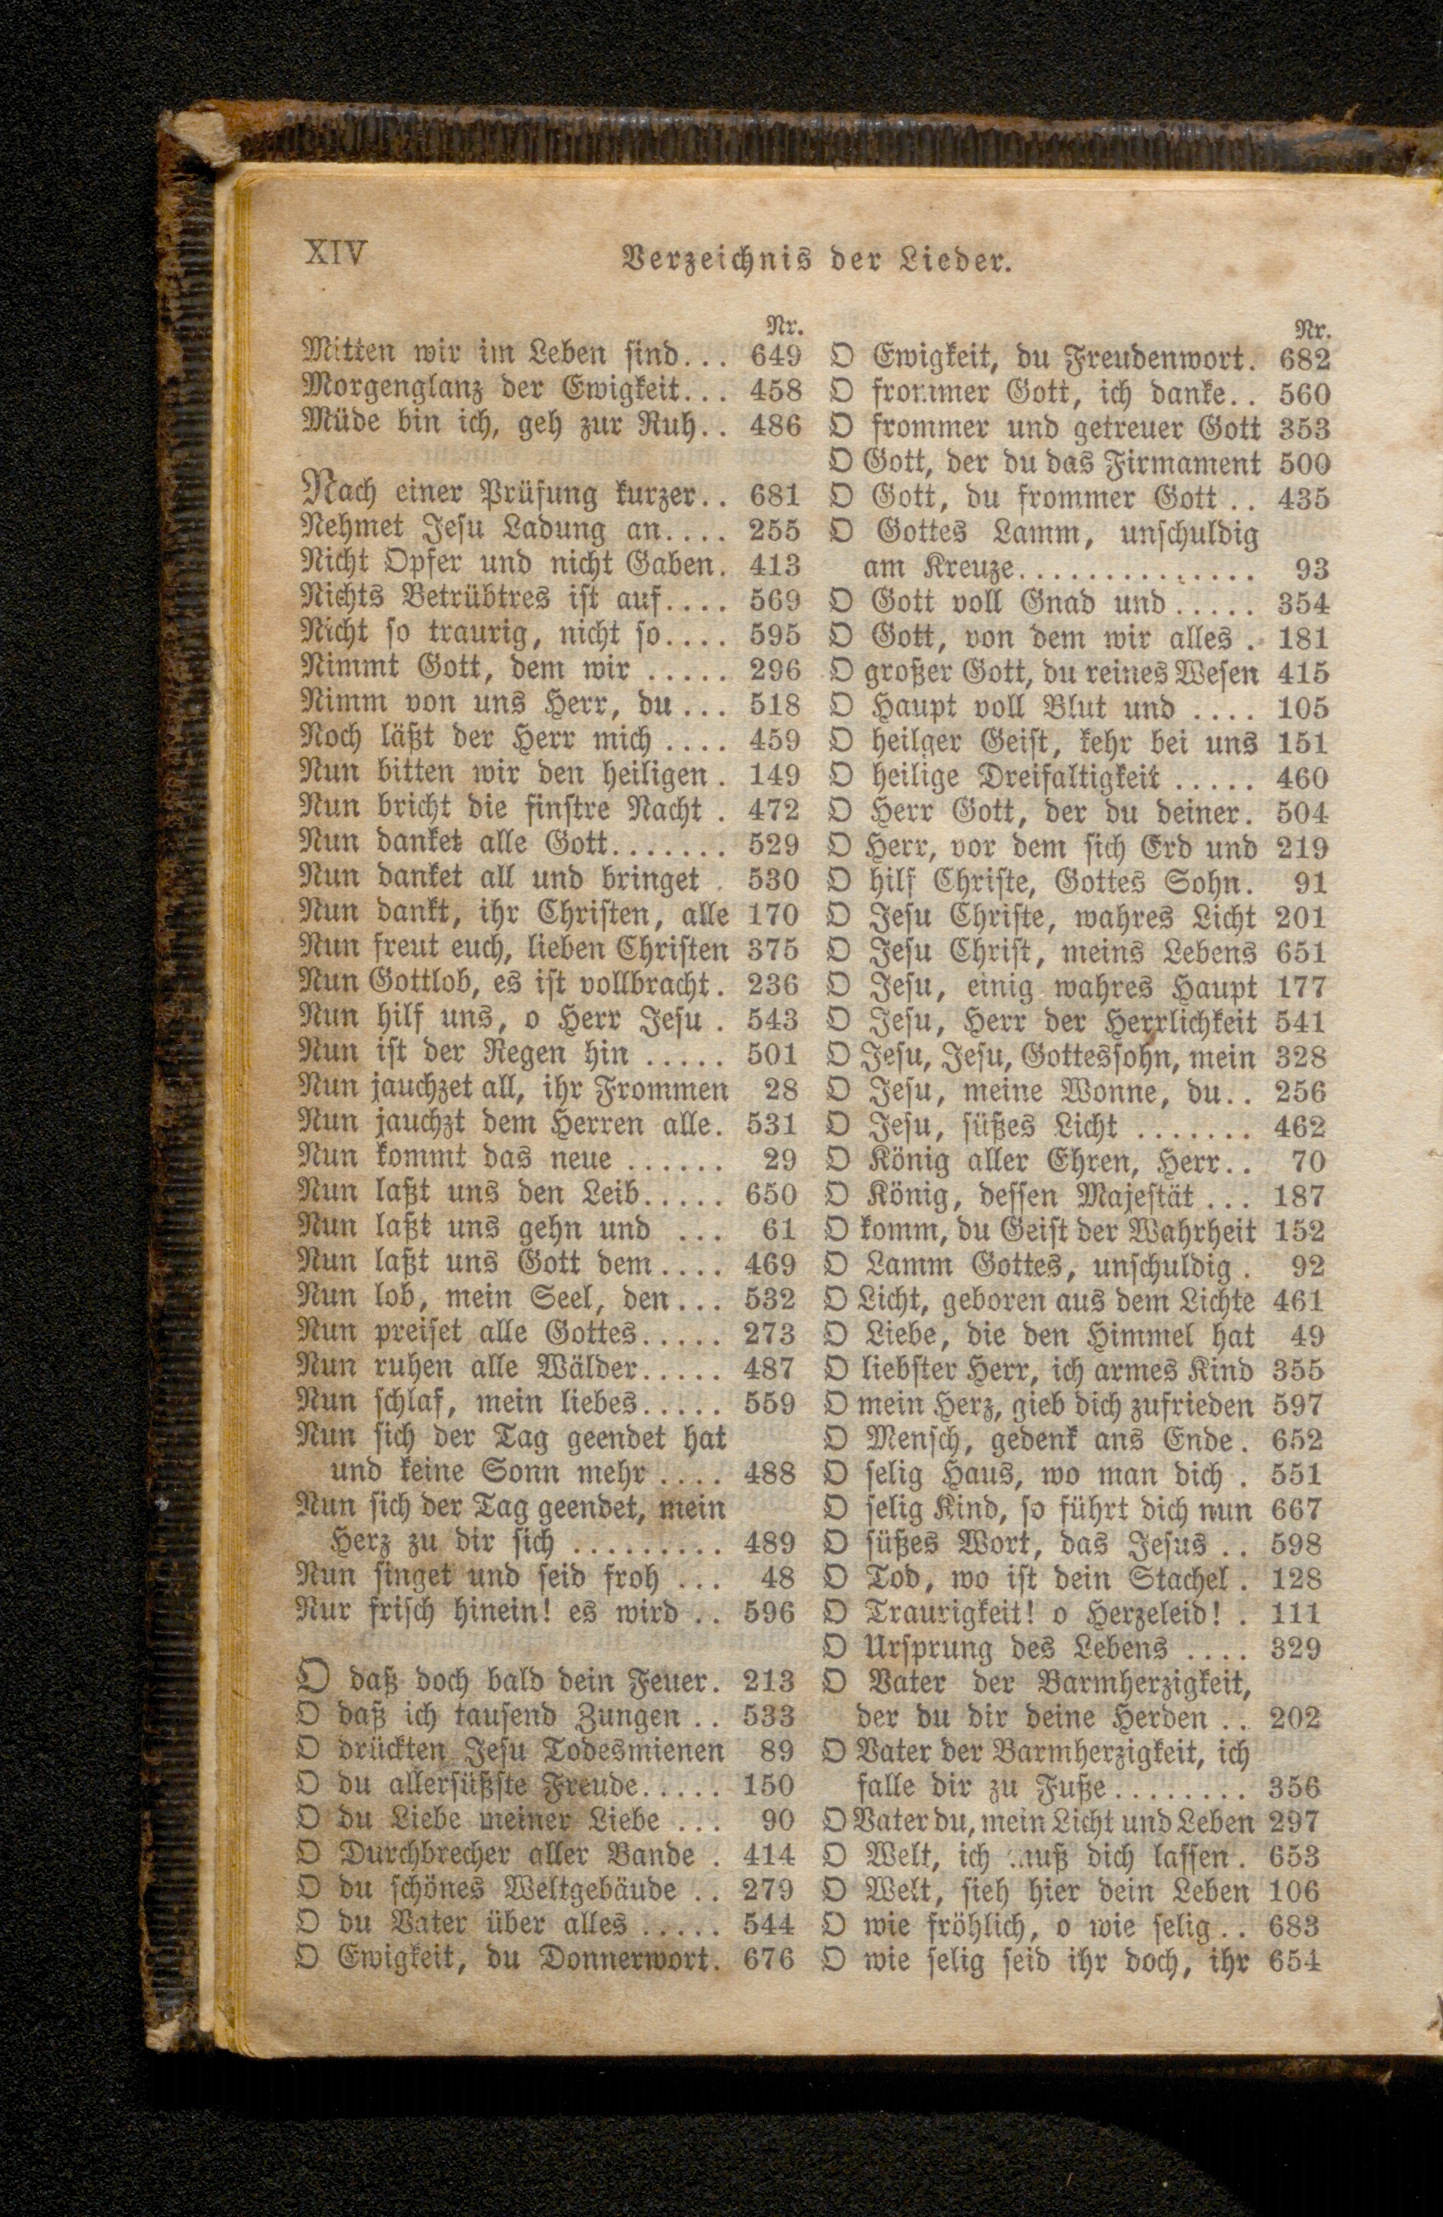 XIV
Verzeichnis der Lieder.
Nr.
Mitten wir im Leben sind... 649
Morgenglanz der Ewigkeit... 458
Müde bin ich, geh zur Ruh.. 486
Nach einer Prüfung kurzer.. 681
Nehmet Jesu Ladung an.... 255
Nicht Opfer und nicht Gaben. 413
Nichts Betrübtres ist auf.... 569
Nicht so traurig, nicht so.... 595
Nimmt Gott, dem wir ..... 296
Nimm von uns Herr, du... 518
Noch läßt der Herr mich .... 459
Nun bitten wir den heiligen. 149
Nun bricht die finstre Nacht . 472
Nun danket alle Gott....... 529
Nun danket all und bringet . 530
Nun dankt, ihr Christen, alle 170
Nun freut euch, lieben Christen 375
Nun Gottlob, es ist vollbracht. 236
Nun hilf uns, o Herr Jesu . 543
Nun ist der Regen hin ..... 501
Nun jauchzet all, ihr Frommen 28
Nun jauchzt dem Herren alle. 531
Nun kommt das neue ...... 29
Nun laßt uns den Leib..... 650
Nun laßt uns gehn und ... 61
Nun laßt uns Gott dem.... 469
Nun lob, mein Seel, den... 532
Nun preiset alle Gottes..... 273
Nun ruhen alle Wälder..... 487
Nun schlaf, mein liebes..... 559
Nun sich der Tag geendet hat
und keine Sonn mehr .... 488
Nun sich der Tag geendet, mein
Herz zu dir sich ......... 489
Nun singet und seid froh ... 48
Nur frisch hinein! es wird .. 596
O daß doch bald dein Feuer. 213
O daß ich tausend Zungen .. 533
O drückten Jesu Todesmienen 89
O du allersüßste Freude..... 150
O du Liebe meiner Liebe ... 90
O Durchbrecher aller Bande . 414
O du schönes Weltgebäude .. 279
O du Vater über alles ..... 544
O Ewigkeit, du Donnerwort. 676
Nr.
O Ewigkeit, du Freudenwort. 682
O frommer Gott, ich danke.. 560
O frommer und getreuer Gott 353
O Gott, der du das Firmament 500
O Gott, du frommer Gott .. 435
O Gottes Lamm, unschuldig
am Kreuze............... 93
O Gott voll Gnad und..... 354
O Gott, von dem wir alles . 181
O großer Gott, du reines Wesen 415
O Haupt voll Blut und .... 105
O heilger Geist, kehr bei uns 151
O heilige Dreifaltigkeit ..... 460
O Herr Gott, der du deiner. 504
O Herr, vor dem sich Erd und 219
O hilf Christe, Gottes Sohn. 91
O Jesu Christe, wahres Licht 201
O Jesu Christ, meins Lebens 651
O Jesu, einig wahres Haupt 177
O Jesu, Herr der Herrlichkeit 541
O Jesu, Jesu, Gottessohn, mein 328
O Jesu, meine Wonne, du.. 256
O Jesu, süßes Licht ....... 462
O König aller Ehren, Herr.. 70
O König, dessen Majestät ... 187
O komm, du Geist der Wahrheit 152
O Lamm Gottes, unschuldig . 92
O Licht, geboren aus dem Lichte 461
O Liebe, die den Himmel hat 49
O liebster Herr, ich armes Kind 355
O mein Herz, gieb dich zufrieden 597
O Mensch, gedenk ans Ende. 652
O selig Haus, wo man dich . 551
O selig Kind, so führt dich nun 667
O süßes Wort, das Jesus .. 598
O Tod, wo ist dein Stachel . 128
O Traurigkeit! o Herzeleid! . 111
O Ursprung des Lebens .... 329
O Vater der Barmherzigkeit,
der du dir deine Herden .. 202
O Vater der Barmherzigkeit, ich
falle dir zu Fuße........ 356
O Vater du, mein Licht und Leben 297
O Welt, ich muß dich lassen. 653
O Welt, sieh hier dein Leben 106
O wie fröhlich, o wie selig.. 683
O wie selig seid ihr doch, ihr 654